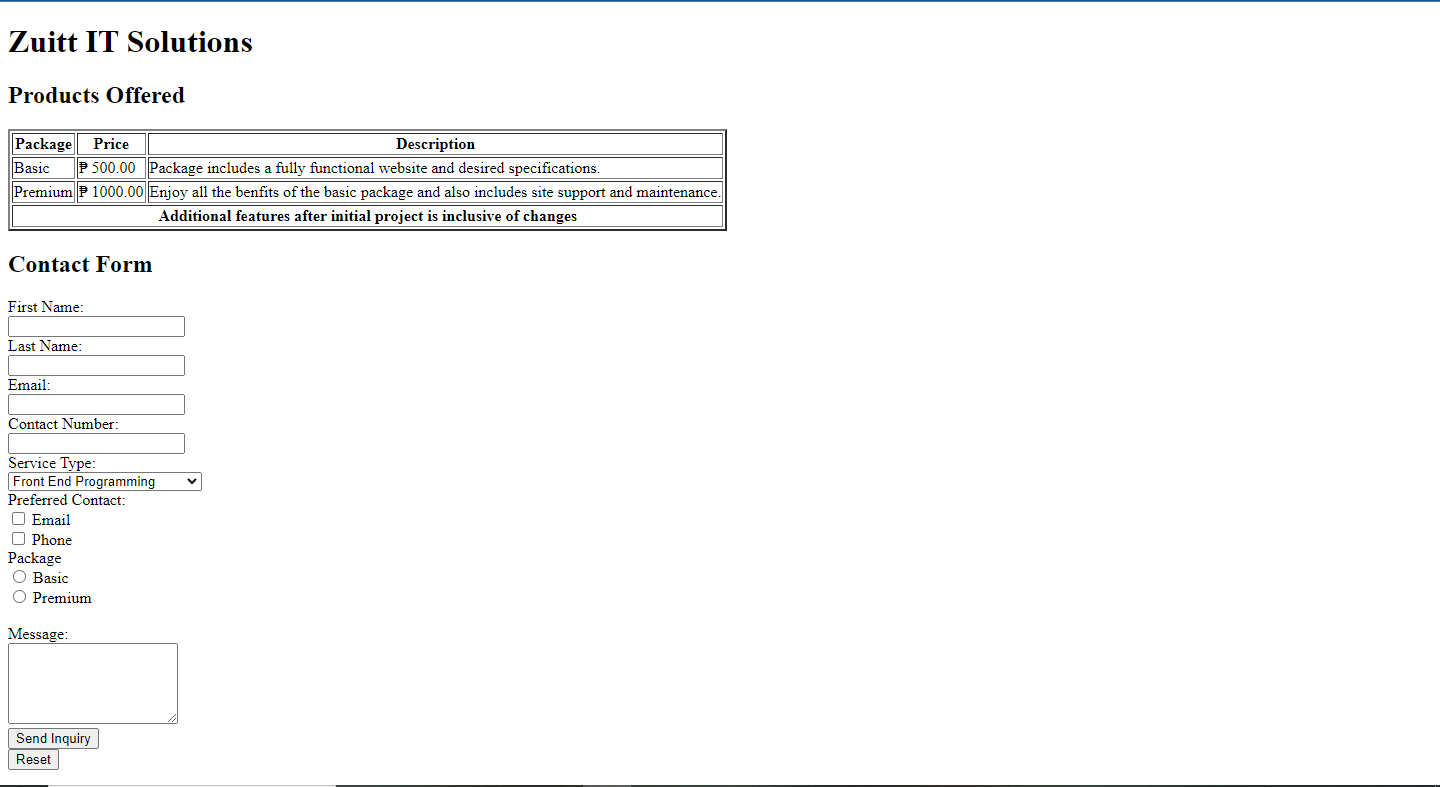 Zuitt IT Solutions
Products Offered
Package Price Description
Basic ₱ 500.00 Package includes a fully functional website and desired specifications.
Premium ₱ 1000.00 Enjoy all the benfits of the basic package and also includes site support and maintenance.
Additional features after initial project is inclusive of changes
Contact Form
First Name:
Last Name:
Email:
Contact Number:
Service Type:
Front End Programming
Preferred Contact:
Email
Phone
Package
Basic
Premium
Message:
Send Inquiry
Reset